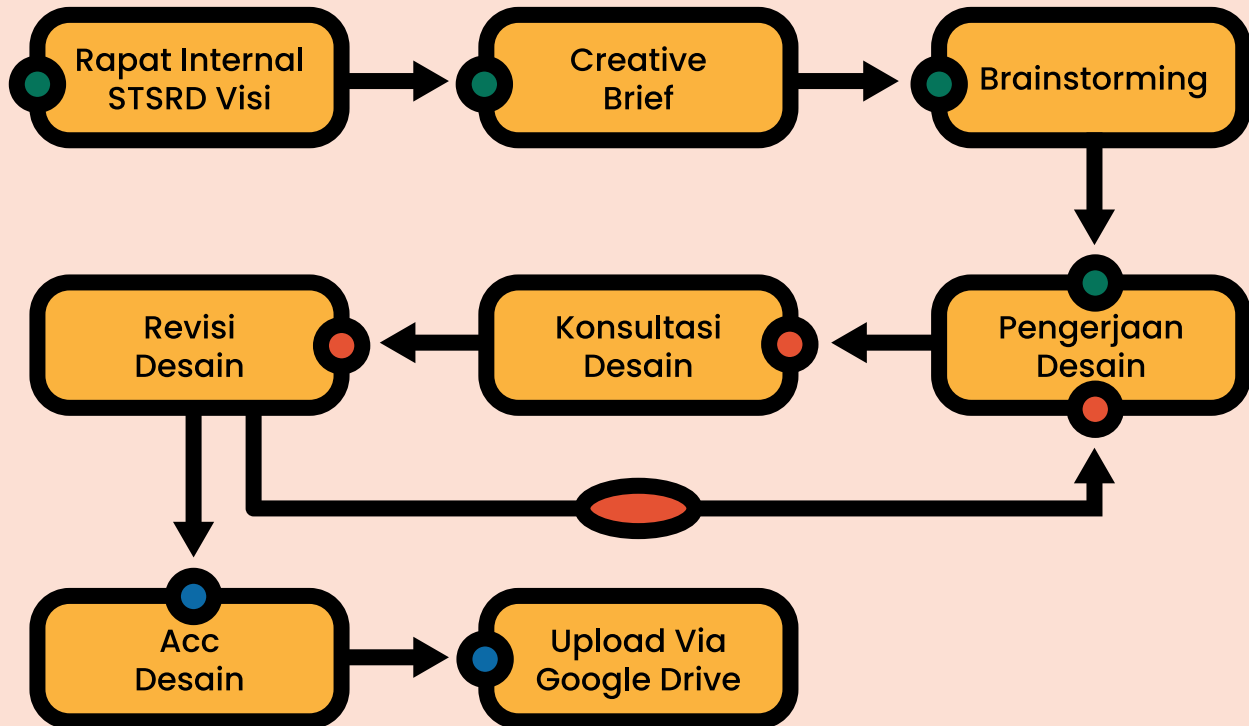 Rapat Internal
STSRD Visi
Creative
Brief
Brainstorming
Pengerjaan
Desain
Konsultasi
Desain
Revisi
Desain
Acc
Desain
Upload Via
Google Drive